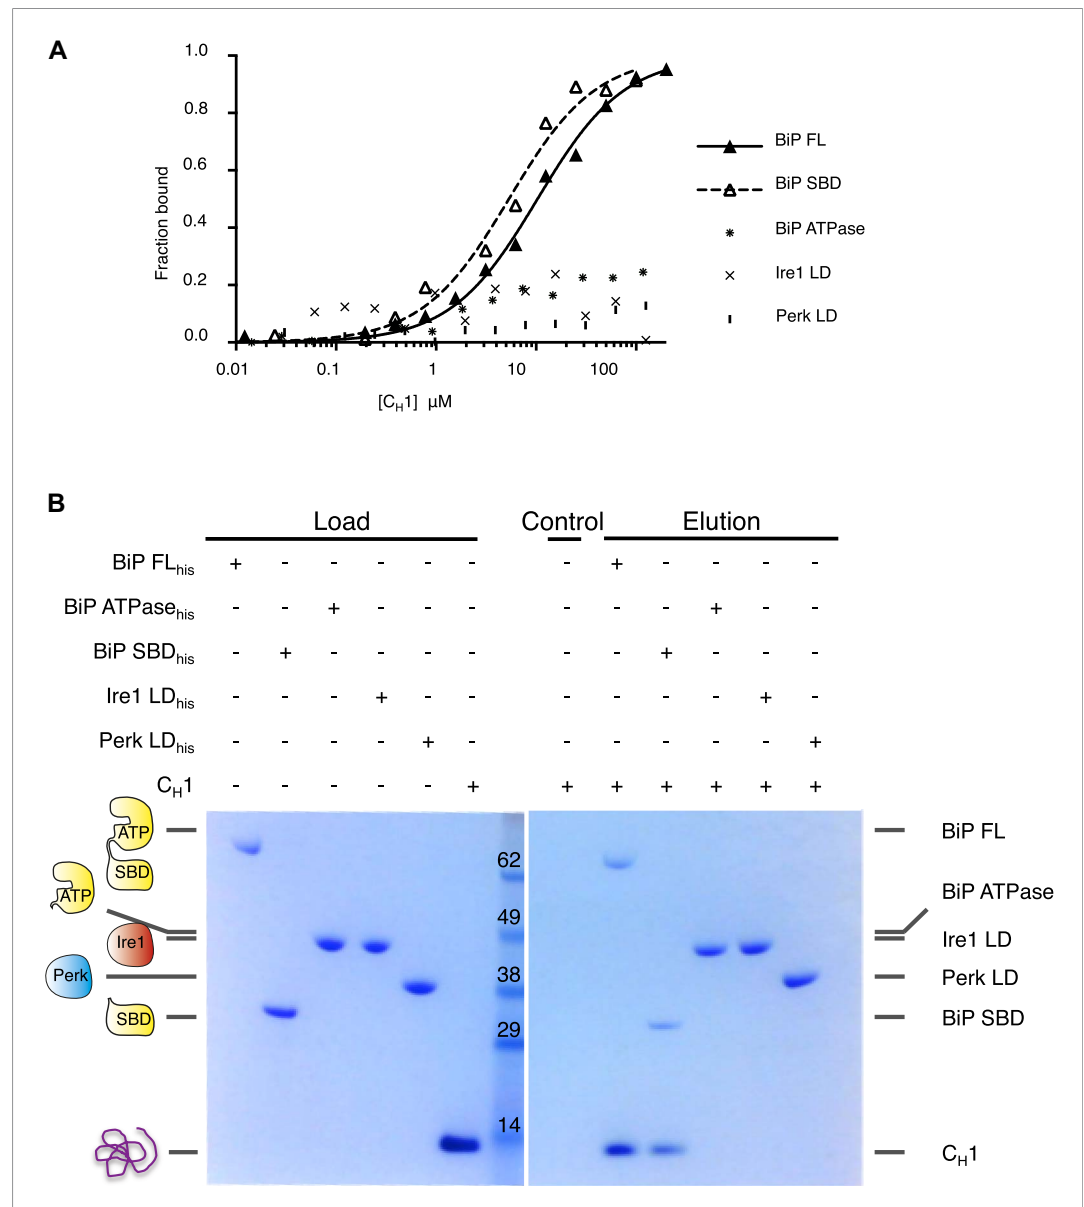 A
1.0
0.8
0.6
0.4
0.2
0.0
Fraction bound
0.01 0.1 1 10 100
[CH1] µM
BiP FL
BiP SBD
BiP ATPase
Ire1 LD
Perk LD
B
Load Control Elution
BiP FLhis + - - - - - - + - - - -
BiP ATPasehis - - + - - - - - - + - -
BiP SBDhis - + - - - - - - + - - -
Ire1 LDhis - - - + - - - - - - + -
Perk LDhis - - - - + - - - - - - +
CH1 - - - - - + + + + + + +
ATP
SBD
ATP
Ire1
Perk
SBD
62
49
38
29
14
BiP FL
BiP ATPase
Ire1 LD
Perk LD
BiP SBD
CH1